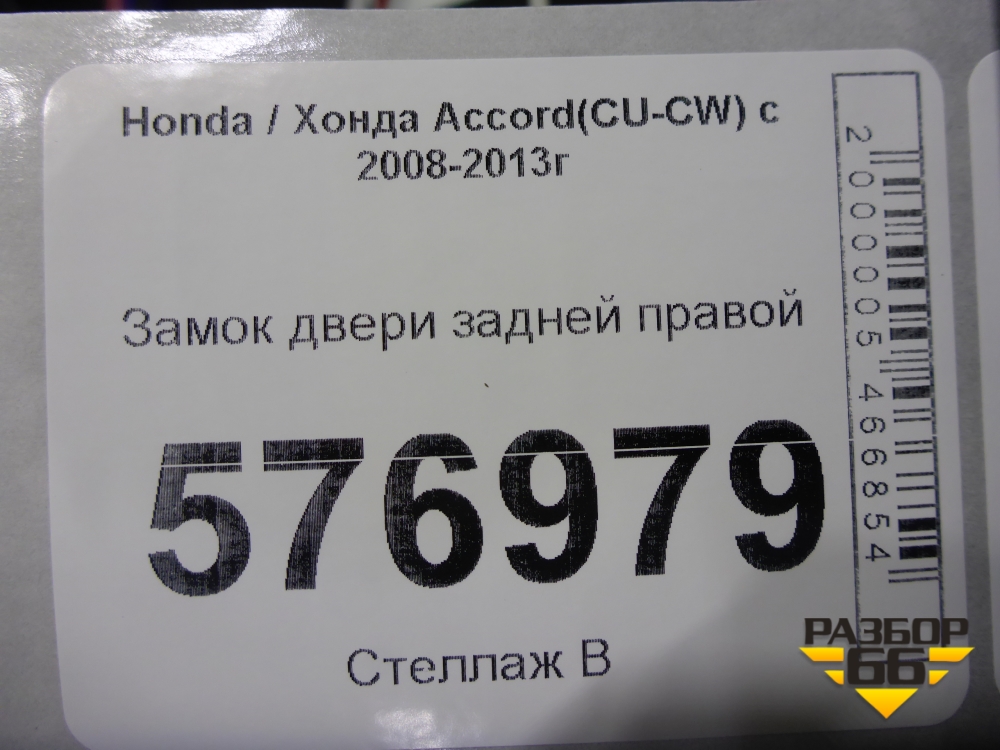 Honda / Хонда Accord(CU-CW) с
2008-2013г
Замок двери задней правой
576979
Стеллаж В
2000005466854
РАЗБОР
66